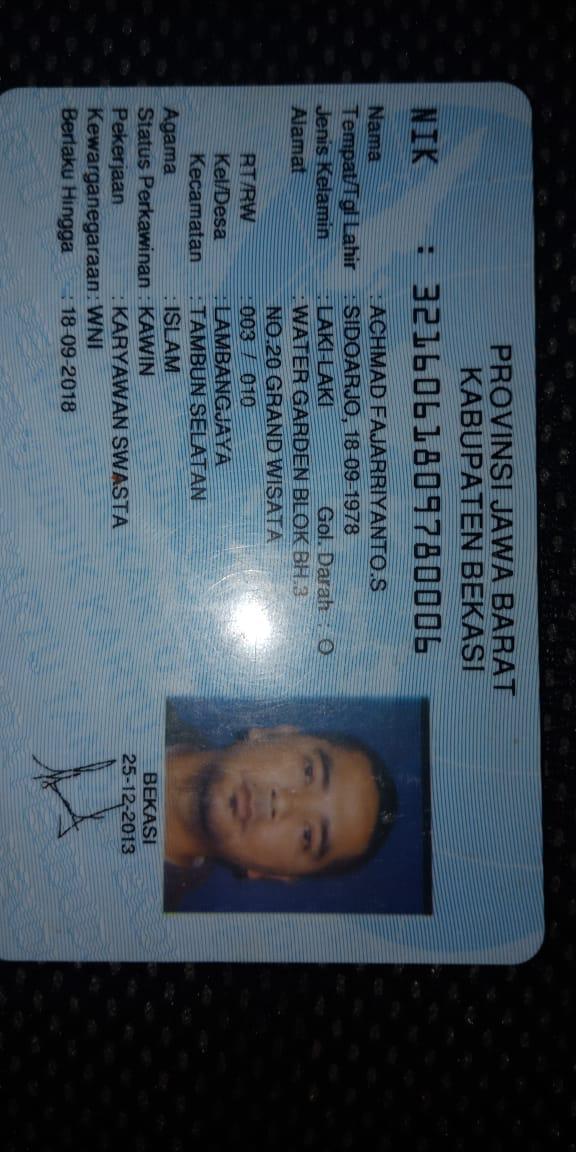 PROVINSI JAWA BARAT
KABUPATEN BEKASI
NIK : 3216061809780006
Nama : ACHMAD FAJARRIYANTO.S
Tempat/Tgl Lahir : SIDOARJO, 18-09-1978
Jenis Kelamin : LAKI-LAKI Gol. Darah : O
Alamat : WATER GARDEN BLOK BH.3
NO.20 GRAND WISATA
RT/RW : 003 / 010
Kel/Desa : LAMBANGJAYA
Kecamatan : TAMBUN SELATAN
Agama : ISLAM
Status Perkawinan : KAWIN
Pekerjaan : KARYAWAN SWASTA
Kewarganegaraan : WNI
Berlaku Hingga : 18-09-2018
BEKASI
25-12-2013